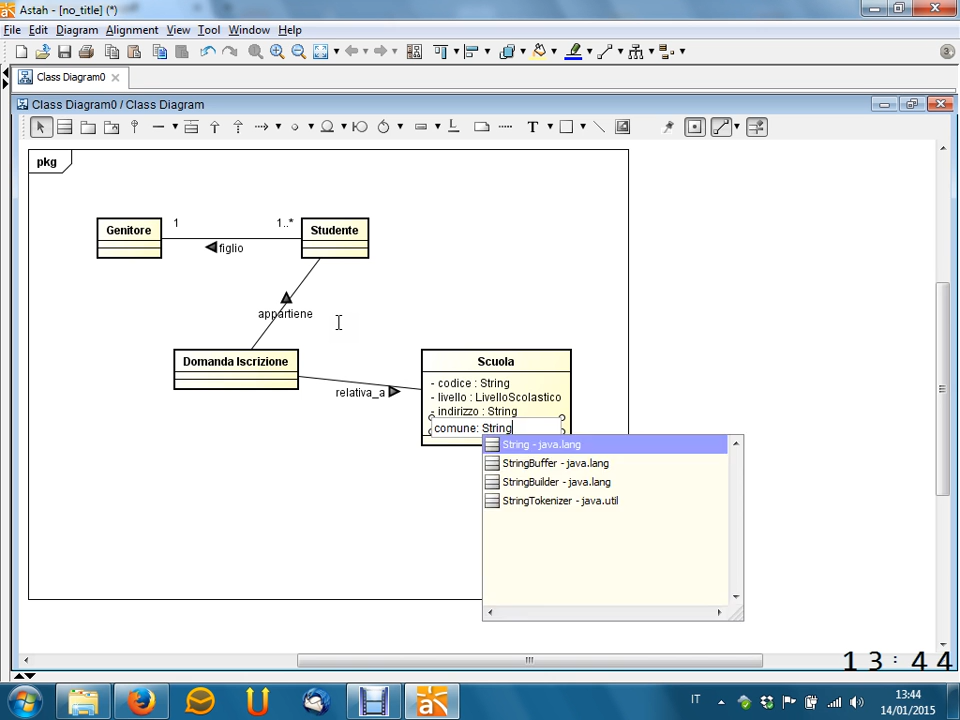 Astah - [no_title] (*)
File Edit Diagram Alignment View Tool Window Help
3
Class Diagram0
Class Diagram0 / Class Diagram
T
pkg
Genitore
1
1..*
Studente
figlio
appartiene
Domanda Iscrizione
relativa_a
Scuola
- codice : String
- livello : LivelloScolastico
- indirizzo : String
comune: String
String - java.lang
StringBuffer - java.lang
StringBuilder - java.lang
StringTokenizer - java.util
13:44
IT
13:44
14/01/2015